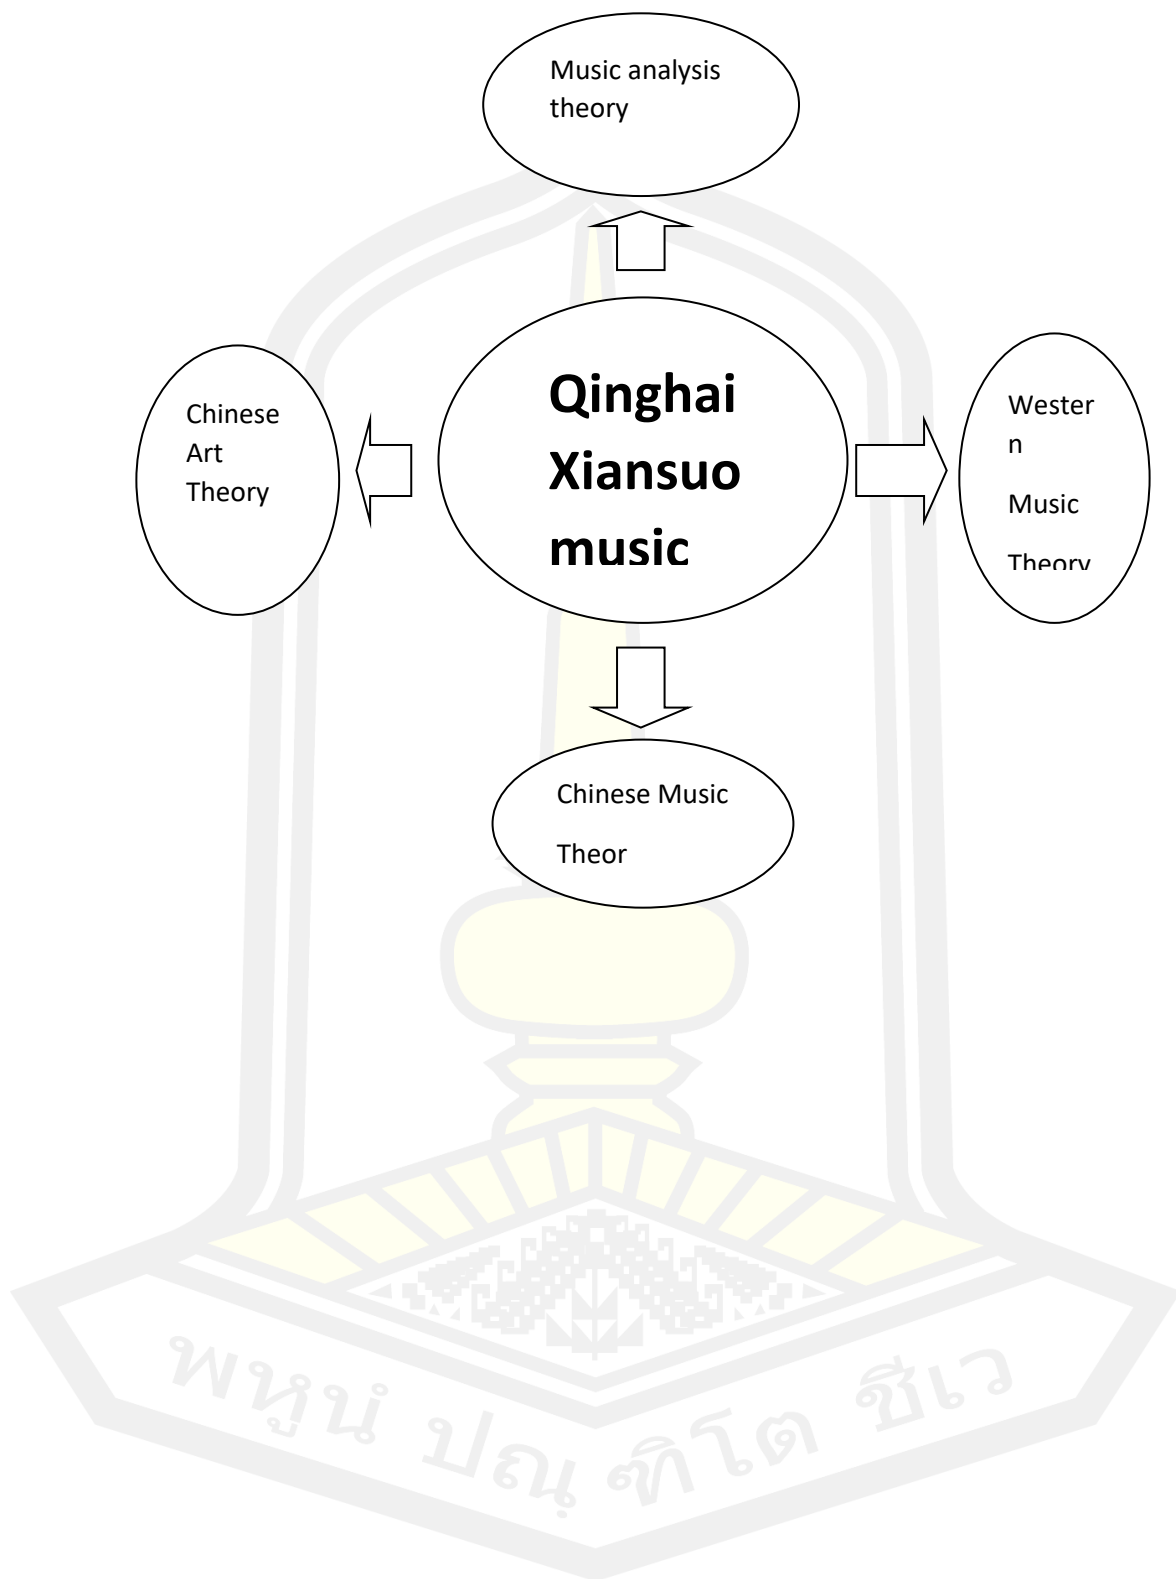 Music analysis
theory
Qinghai
Xiansuo
music
Chinese
Art
Theory
Wester
n
Music
Theory
Chinese Music
Theor
พหูนํ ปณฺฑิโต ชีเว